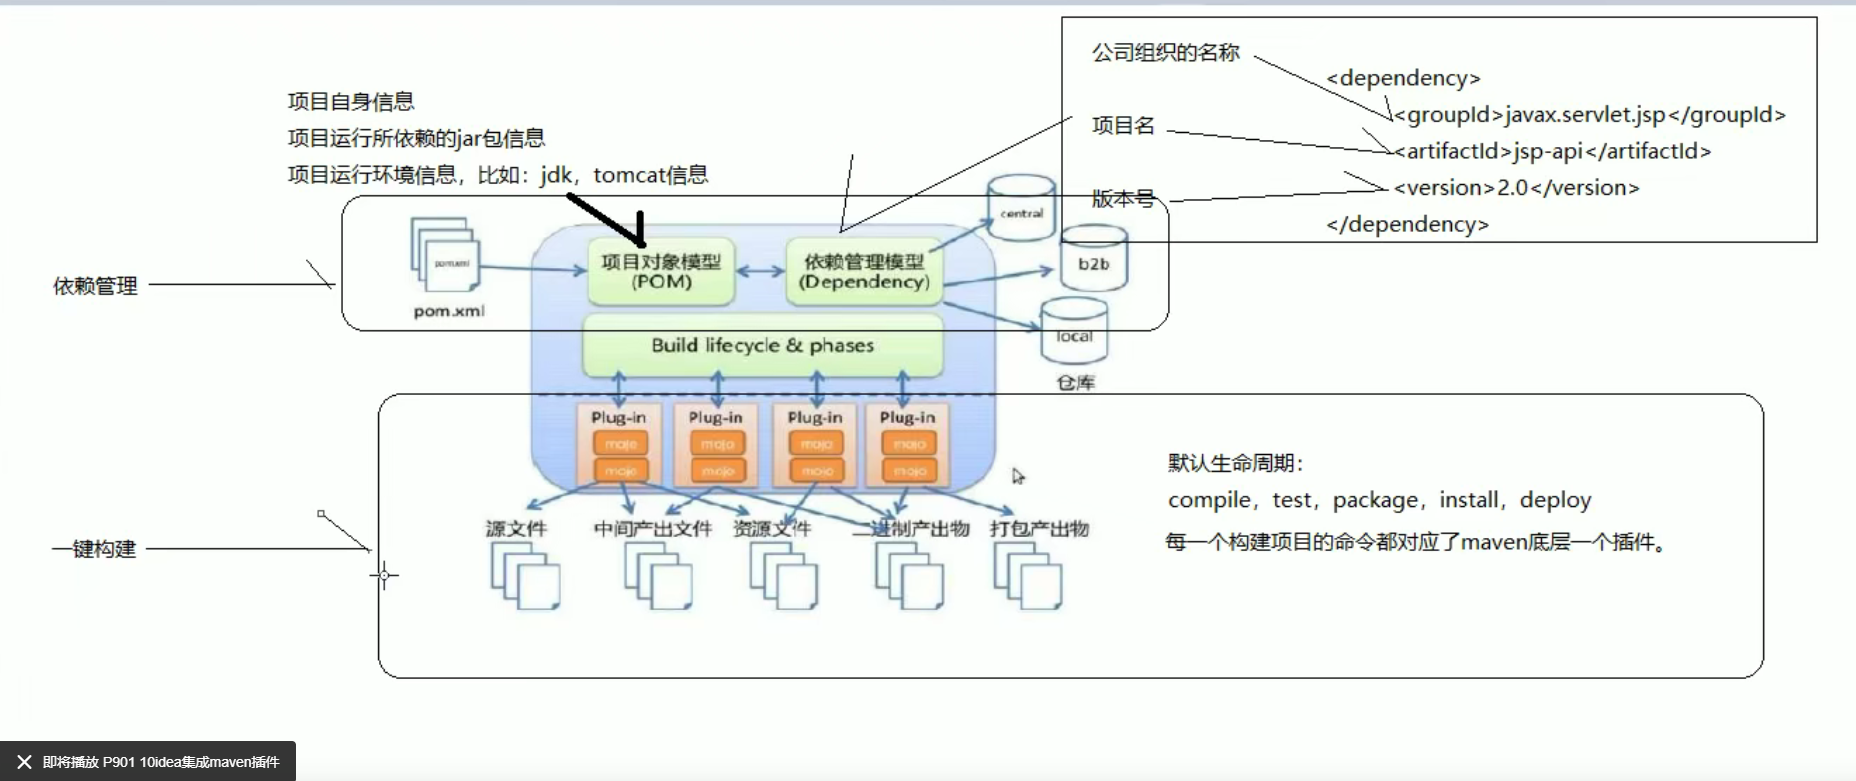 公司组织的名称
<dependency>
项目自身信息
<groupId>javax.servlet.jsp</groupId>
项目名
项目运行所依赖的jar包信息
<artifactId>jsp-api</artifactId>
项目运行环境信息，比如：jdk，tomcat信息
<version>2.0</version>
版本号
</dependency>
central
pom.xml
项目对象模型
(POM)
依赖管理模型
(Dependency)
b2b
依赖管理
pom.xml
Build lifecycle & phases
local
仓库
Plug-in Plug-in Plug-in Plug-in
mojo mojo mojo mojo
mojo mojo mojo mojo
默认生命周期：
compile，test，package，install，deploy
源文件 中间产出文件 资源文件 二进制产出物 打包产出物
每一个构建项目的命令都对应了maven底层一个插件。
一键构建
即将播放 P901 10idea集成maven插件